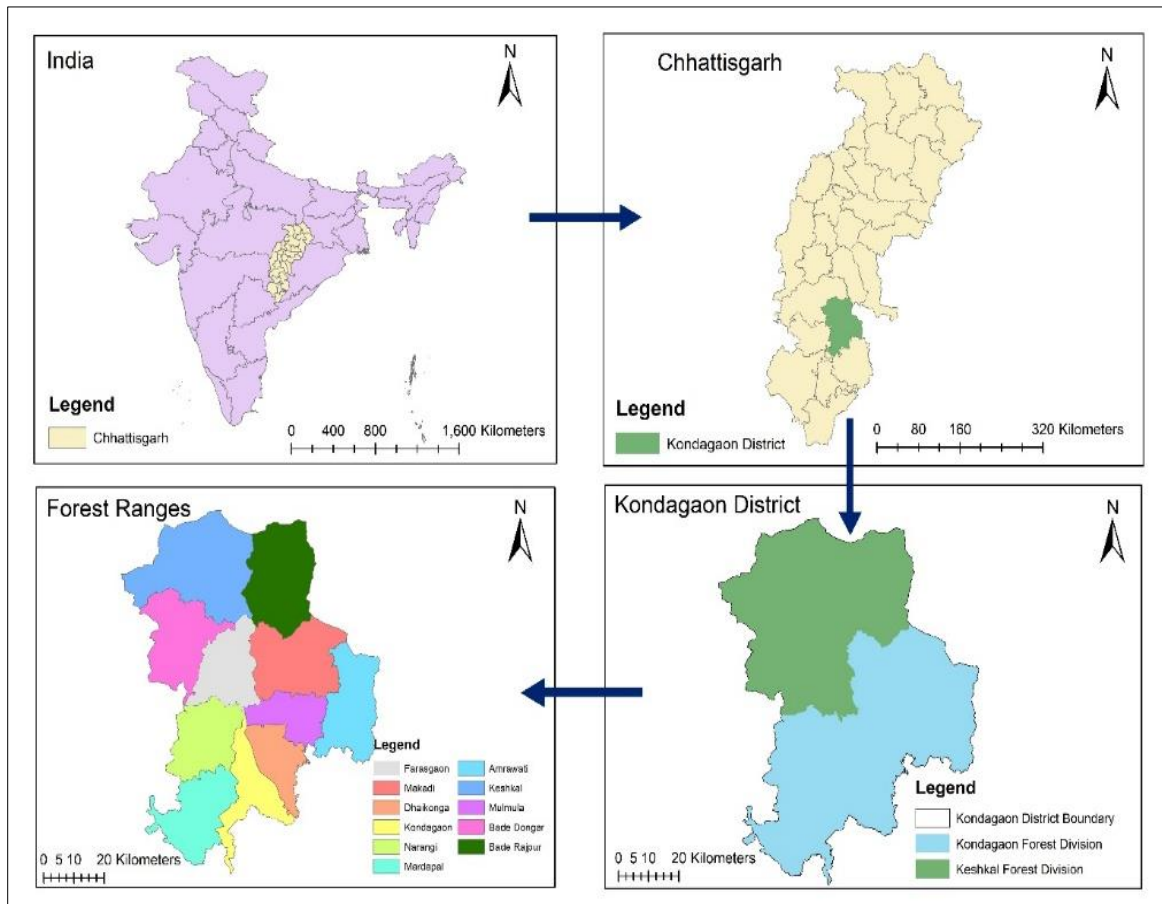 India
N
Legend
Chhattisgarh
0 400 800 1,600 Kilometers
Chhattisgarh
N
Legend
Kondagaon District
0 80 160 320 Kilometers
Forest Ranges
N
Legend
Farasgaon
Makadi
Dhaikonga
Kondagaon
Narangi
Mardapal
Amrawati
Keshkal
Mulmula
Bade Dongar
Bade Rajpur
0 5 10 20 Kilometers
Kondagaon District
N
Legend
Kondagaon District Boundary
Kondagaon Forest Division
Keshkal Forest Division
0 5 10 20 Kilometers